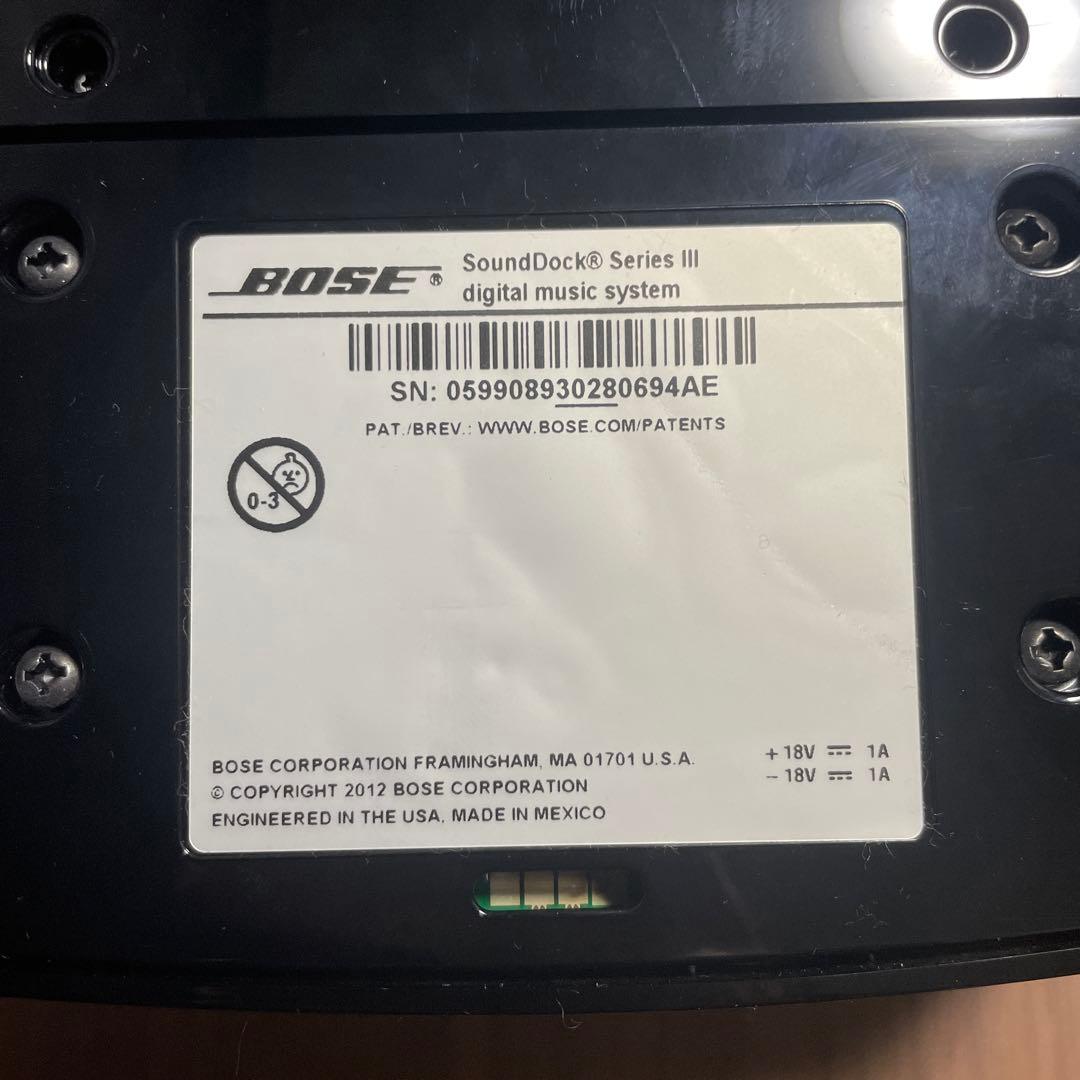 BOSE®
SoundDock® Series III
digital music system
SN: 059908930280694AE
PAT./BREV.: WWW.BOSE.COM/PATENTS
0-3
BOSE CORPORATION FRAMINGHAM, MA 01701 U.S.A.
© COPYRIGHT 2012 BOSE CORPORATION
ENGINEERED IN THE USA, MADE IN MEXICO
+18V ⎓ 1A
-18V ⎓ 1A